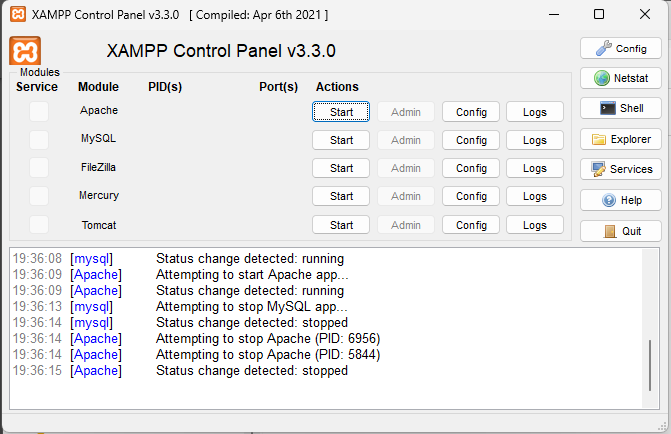 XAMPP Control Panel v3.3.0 [ Compiled: Apr 6th 2021 ]
XAMPP Control Panel v3.3.0
Config
Modules
Service Module PID(s) Port(s) Actions
Netstat
Apache Start Admin Config Logs
Shell
MySQL Start Admin Config Logs
Explorer
FileZilla Start Admin Config Logs
Services
Mercury Start Admin Config Logs
Help
Tomcat Start Admin Config Logs
Quit
19:36:08 [mysql] Status change detected: running
19:36:09 [Apache] Attempting to start Apache app...
19:36:09 [Apache] Status change detected: running
19:36:13 [mysql] Attempting to stop MySQL app...
19:36:14 [mysql] Status change detected: stopped
19:36:14 [Apache] Attempting to stop Apache (PID: 6956)
19:36:14 [Apache] Attempting to stop Apache (PID: 5844)
19:36:15 [Apache] Status change detected: stopped